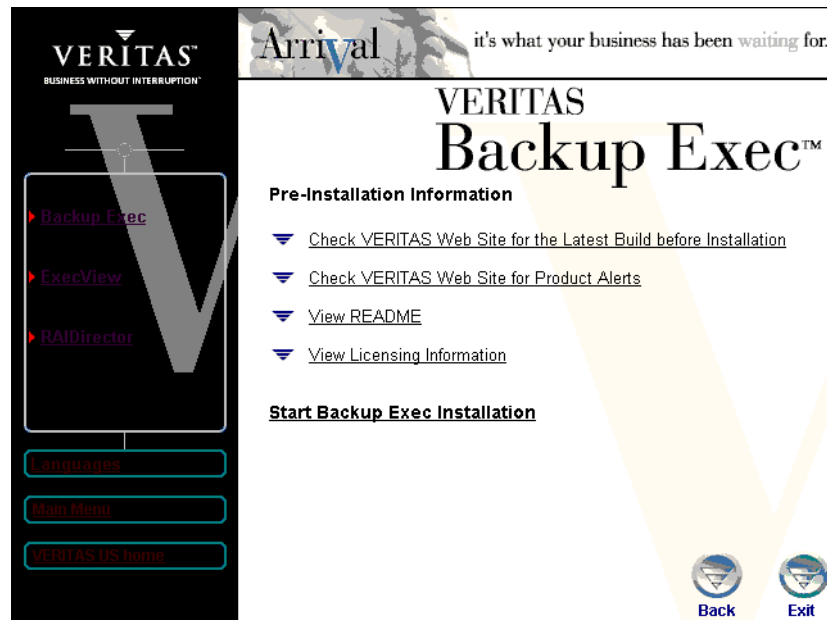 VERITAS™
BUSINESS WITHOUT INTERRUPTION™
Backup Exec
ExecView
RAIDirector
Languages
Main Menu
VERITAS US home
Arrival
it's what your business has been waiting for.
VERITAS
Backup Exec™
Pre-Installation Information
Check VERITAS Web Site for the Latest Build before Installation
Check VERITAS Web Site for Product Alerts
View README
View Licensing Information
Start Backup Exec Installation
Back
Exit